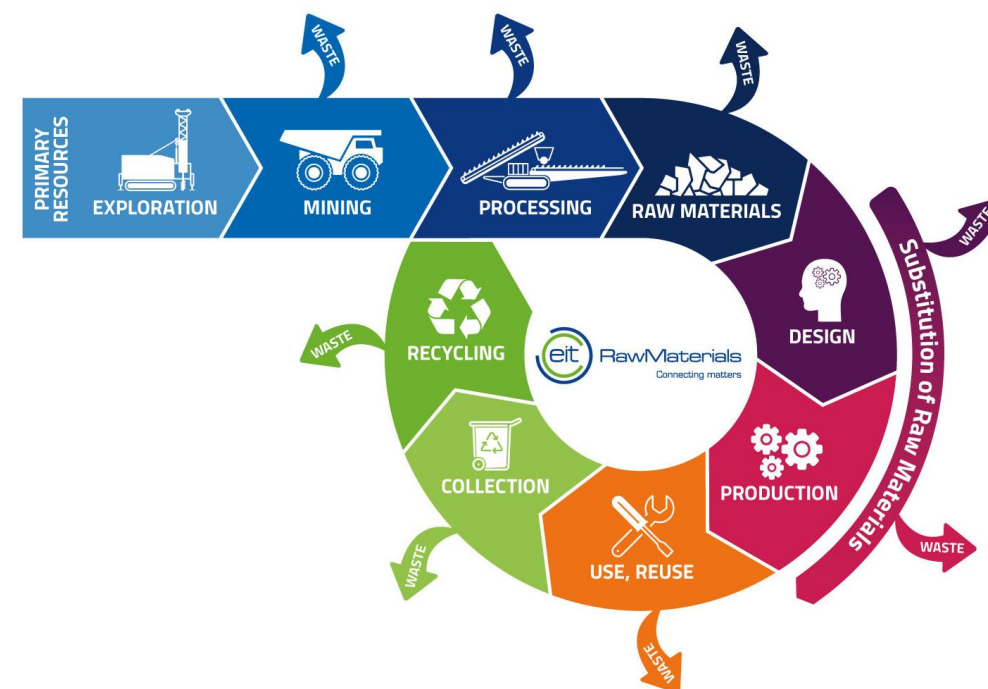 WASTE
WASTE
WASTE
PRIMARY
RESOURCES
EXPLORATION
MINING
PROCESSING
RAW MATERIALS
WASTE
Substitution of Raw Materials
DESIGN
WASTE
RECYCLING
eit RawMaterials
Connecting matters
COLLECTION
PRODUCTION
WASTE
WASTE
USE, REUSE
WASTE